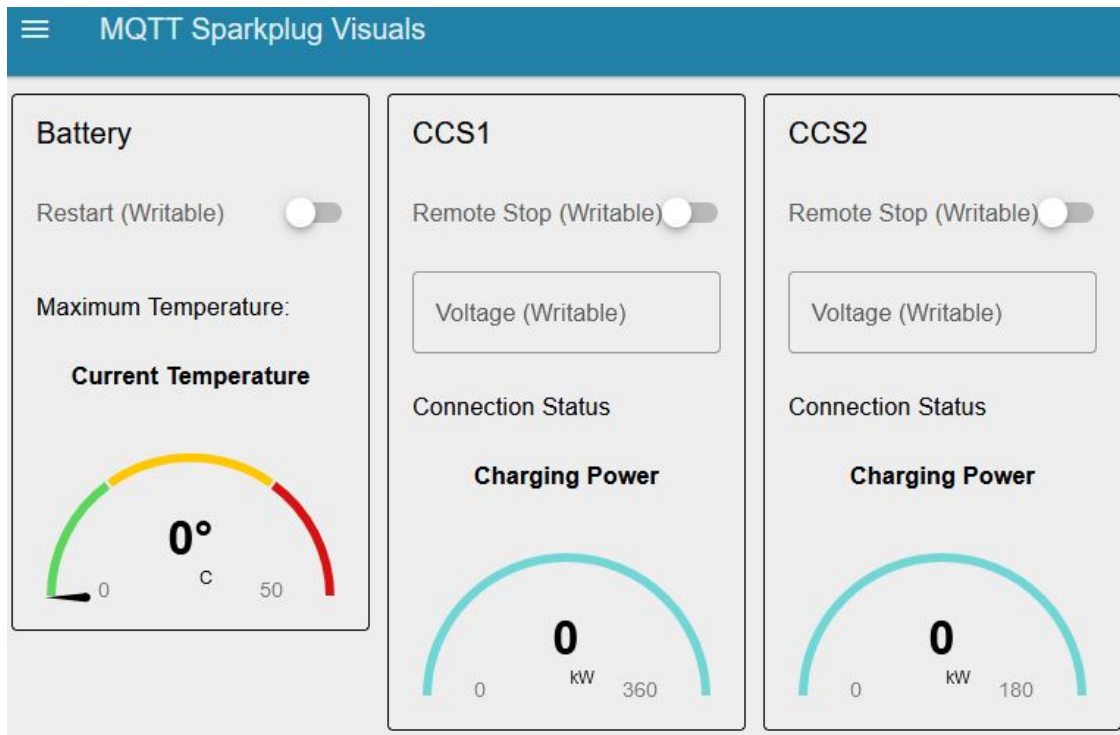 MQTT Sparkplug Visuals
Battery
Restart (Writable)
Maximum Temperature:
Current Temperature
0°
C
0
50
CCS1
Remote Stop (Writable)
Voltage (Writable)
Connection Status
Charging Power
0
kW
0
360
CCS2
Remote Stop (Writable)
Voltage (Writable)
Connection Status
Charging Power
0
kW
0
180